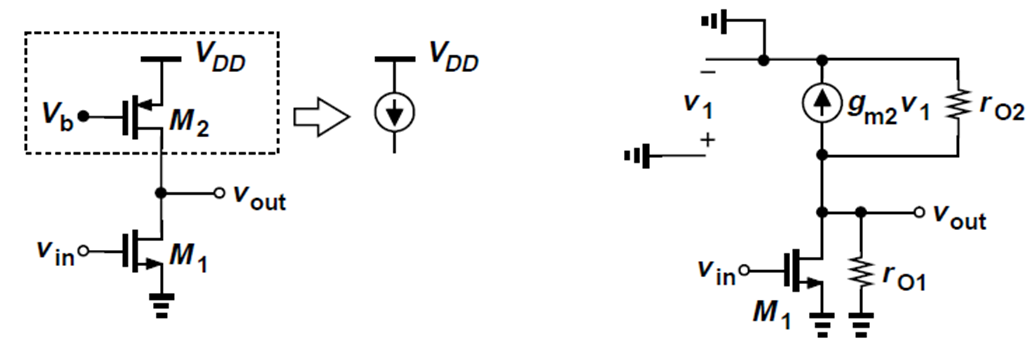 V_DD
V_b
M_2
V_DD
v_out
v_in
M_1
−
v_1
+
g_m2 v_1
r_O2
v_out
v_in
r_O1
M_1